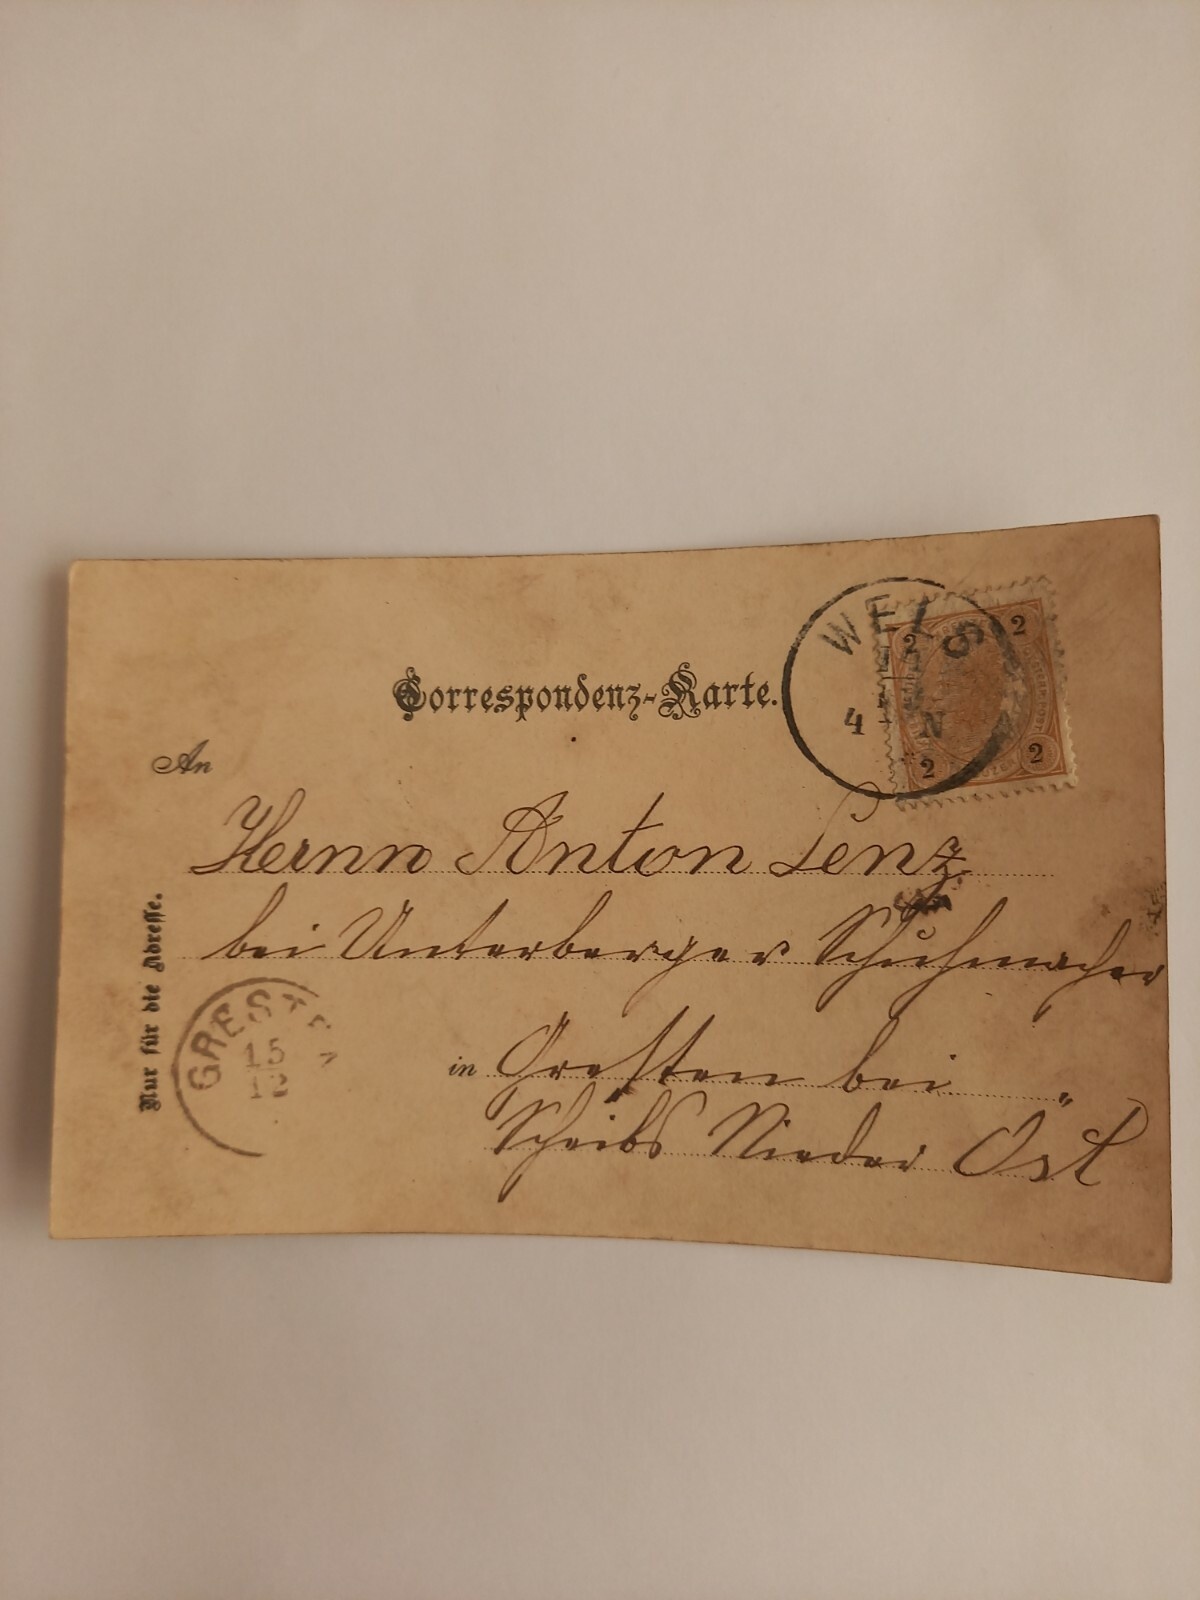 Correspondenz-Karte.
WELS
4 N
2 2 2 2
An
Herrn Anton Lenz
bei Unterberger Schuhmacher
in Gresten bei
Scheibs Nieder Öst
Nur für die Adresse.
GRESTEN
15
12